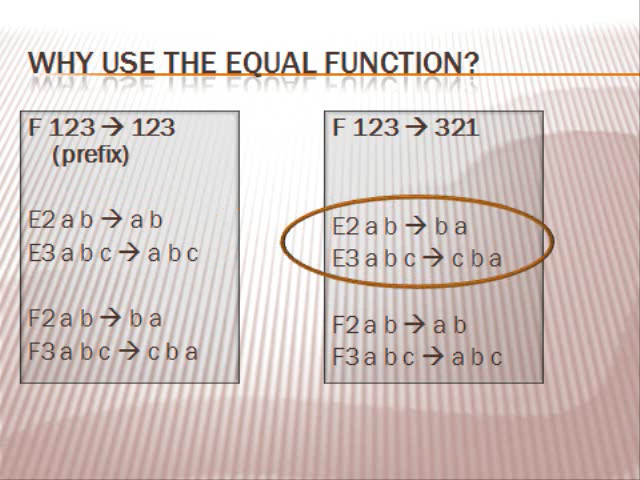 WHY USE THE EQUAL FUNCTION?
F 123 → 123
(prefix)
E2 a b → a b
E3 a b c → a b c
F2 a b → b a
F3 a b c → c b a
F 123 → 321
E2 a b → b a
E3 a b c → c b a
F2 a b → a b
F3 a b c → a b c